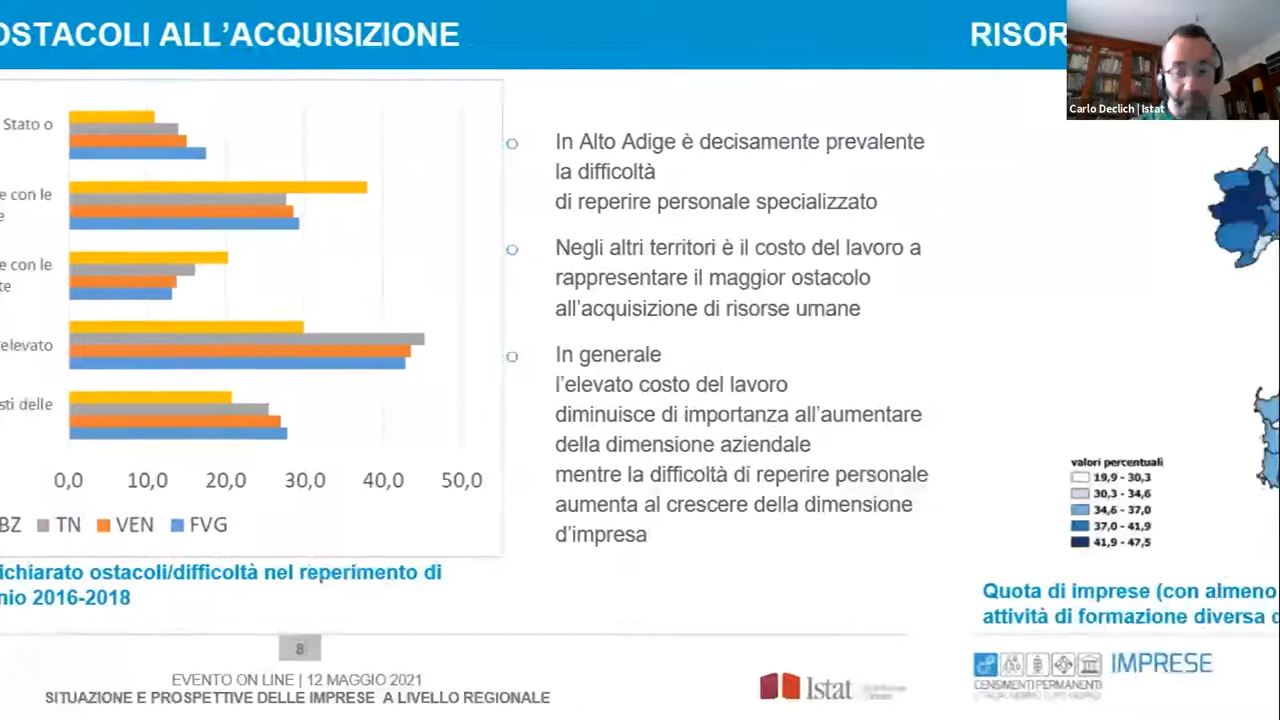 OSTACOLI ALL'ACQUISIZIONE
RISOR
Carlo Declich | Istat
Stato o
e con le
e
e con le
te
elevato
sti delle
0,0 10,0 20,0 30,0 40,0 50,0
BZ TN VEN FVG
In Alto Adige è decisamente prevalente
la difficoltà
di reperire personale specializzato
Negli altri territori è il costo del lavoro a
rappresentare il maggior ostacolo
all'acquisizione di risorse umane
In generale
l'elevato costo del lavoro
diminuisce di importanza all'aumentare
della dimensione aziendale
mentre la difficoltà di reperire personale
aumenta al crescere della dimensione
d'impresa
ichiarato ostacoli/difficoltà nel reperimento di
nio 2016-2018
valori percentuali
19,9 - 30,3
30,3 - 34,6
34,6 - 37,0
37,0 - 41,9
41,9 - 47,5
Quota di imprese (con almeno
attività di formazione diversa
8
EVENTO ON LINE | 12 MAGGIO 2021
SITUAZIONE E PROSPETTIVE DELLE IMPRESE A LIVELLO REGIONALE
Istat
IMPRESE
CENSIMENTI PERMANENTI